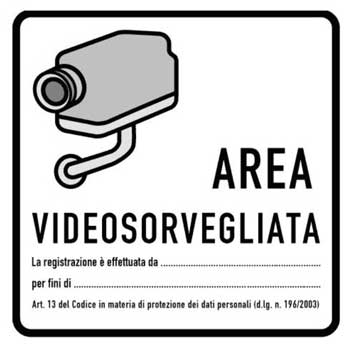 AREA
VIDEOSORVEGLIATA
La registrazione è effettuata da ...........................................
per fini di ....................................................................
Art. 13 del Codice in materia di protezione dei dati personali (d.lg. n. 196/2003)